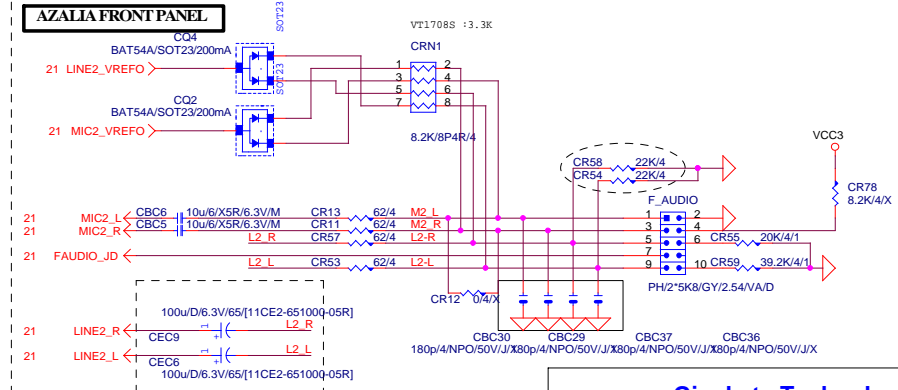 AZALIA FRONT PANEL
SOT23
VT1708S :3.3K
CQ4
BAT54A/SOT23/200mA
CRN1
21 LINE2_VREFO
1 2
3 4
5 6
7 8
SOT23
CQ2
BAT54A/SOT23/200mA
21 MIC2_VREFO
8.2K/8P4R/4
VCC3
CR58 22K/4
CR54 22K/4
CR78
8.2K/4/X
F_AUDIO
21 MIC2_L CBC6 10u/6/X5R/6.3V/M CR13 62/4 M2_L 1 2
21 MIC2_R CBC5 10u/6/X5R/6.3V/M CR11 62/4 M2_R 3 4
L2_R CR57 62/4 L2-R 5 6 CR55 20K/4/1
21 FAUDIO_JD 7
L2_L CR53 62/4 L2-L 9 10 CR59 39.2K/4/1
PH/2*5K8/GY/2.54/VA/D
CR12 0/4/X
100u/D/6.3V/65/[11CE2-651000-05R]
21 LINE2_R 1 + L2_R
CEC9
21 LINE2_L 1 + L2_L
CEC6
100u/D/6.3V/65/[11CE2-651000-05R]
CBC30 CBC29 CBC37 CBC36
180p/4/NPO/50V/J/X 180p/4/NPO/50V/J/X 180p/4/NPO/50V/J/X 180p/4/NPO/50V/J/X